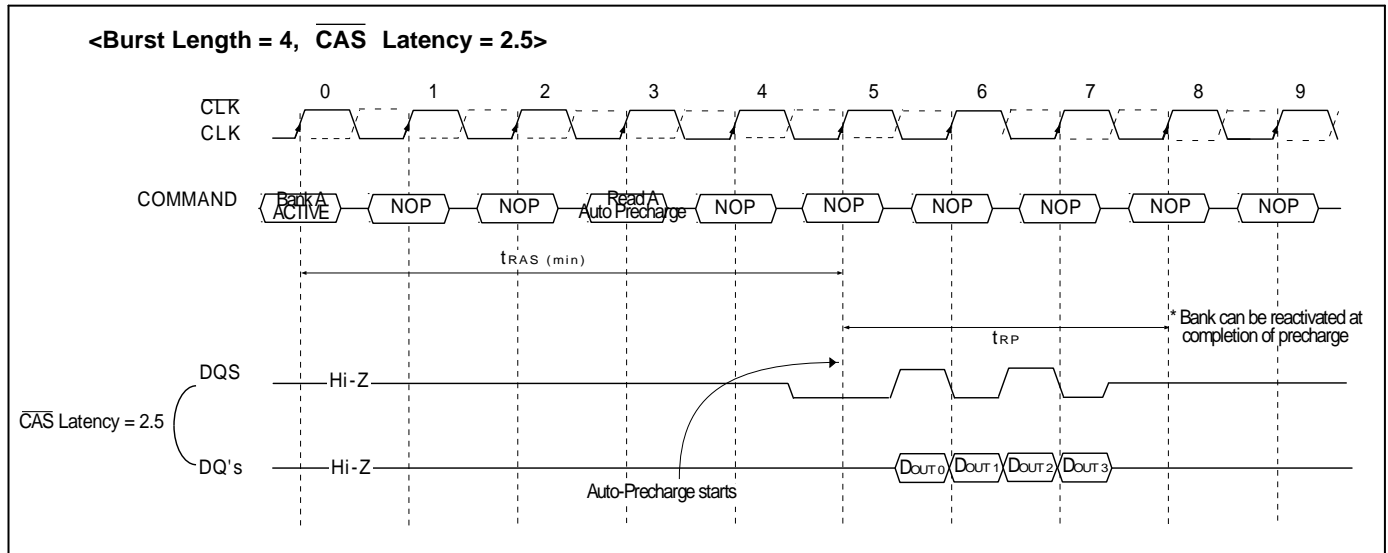 <Burst Length = 4, CAS Latency = 2.5>
0 1 2 3 4 5 6 7 8 9
CLK
CLK
COMMAND
Bank A
ACTIVE
NOP
NOP
Read A
Auto Precharge
NOP
NOP
NOP
NOP
NOP
NOP
tRAS (min)
* Bank can be reactivated at
completion of precharge
tRP
DQS
Hi-Z
CAS Latency = 2.5
DQ's
Hi-Z
DOUT 0 DOUT 1 DOUT 2 DOUT 3
Auto-Precharge starts